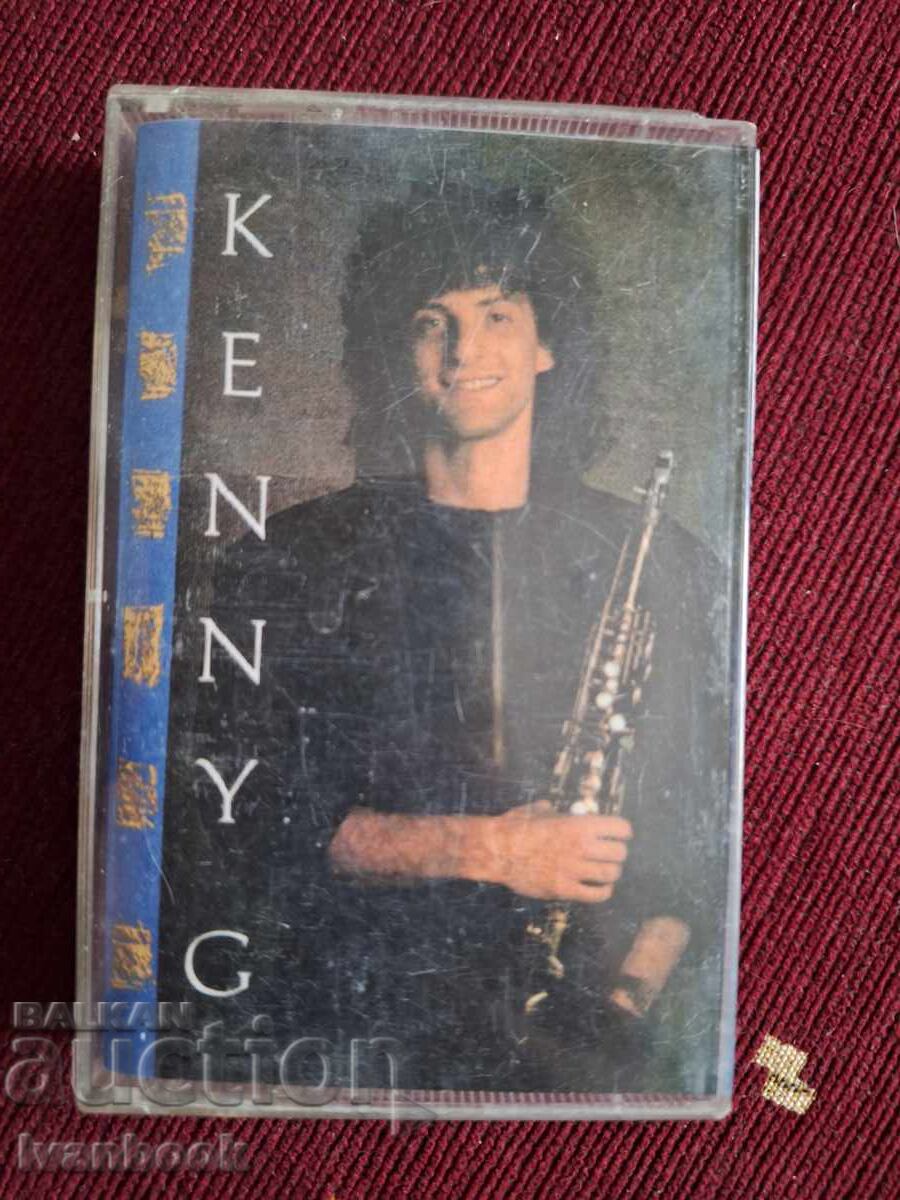 KENNY G
BALKAN
auction
Ivanbook